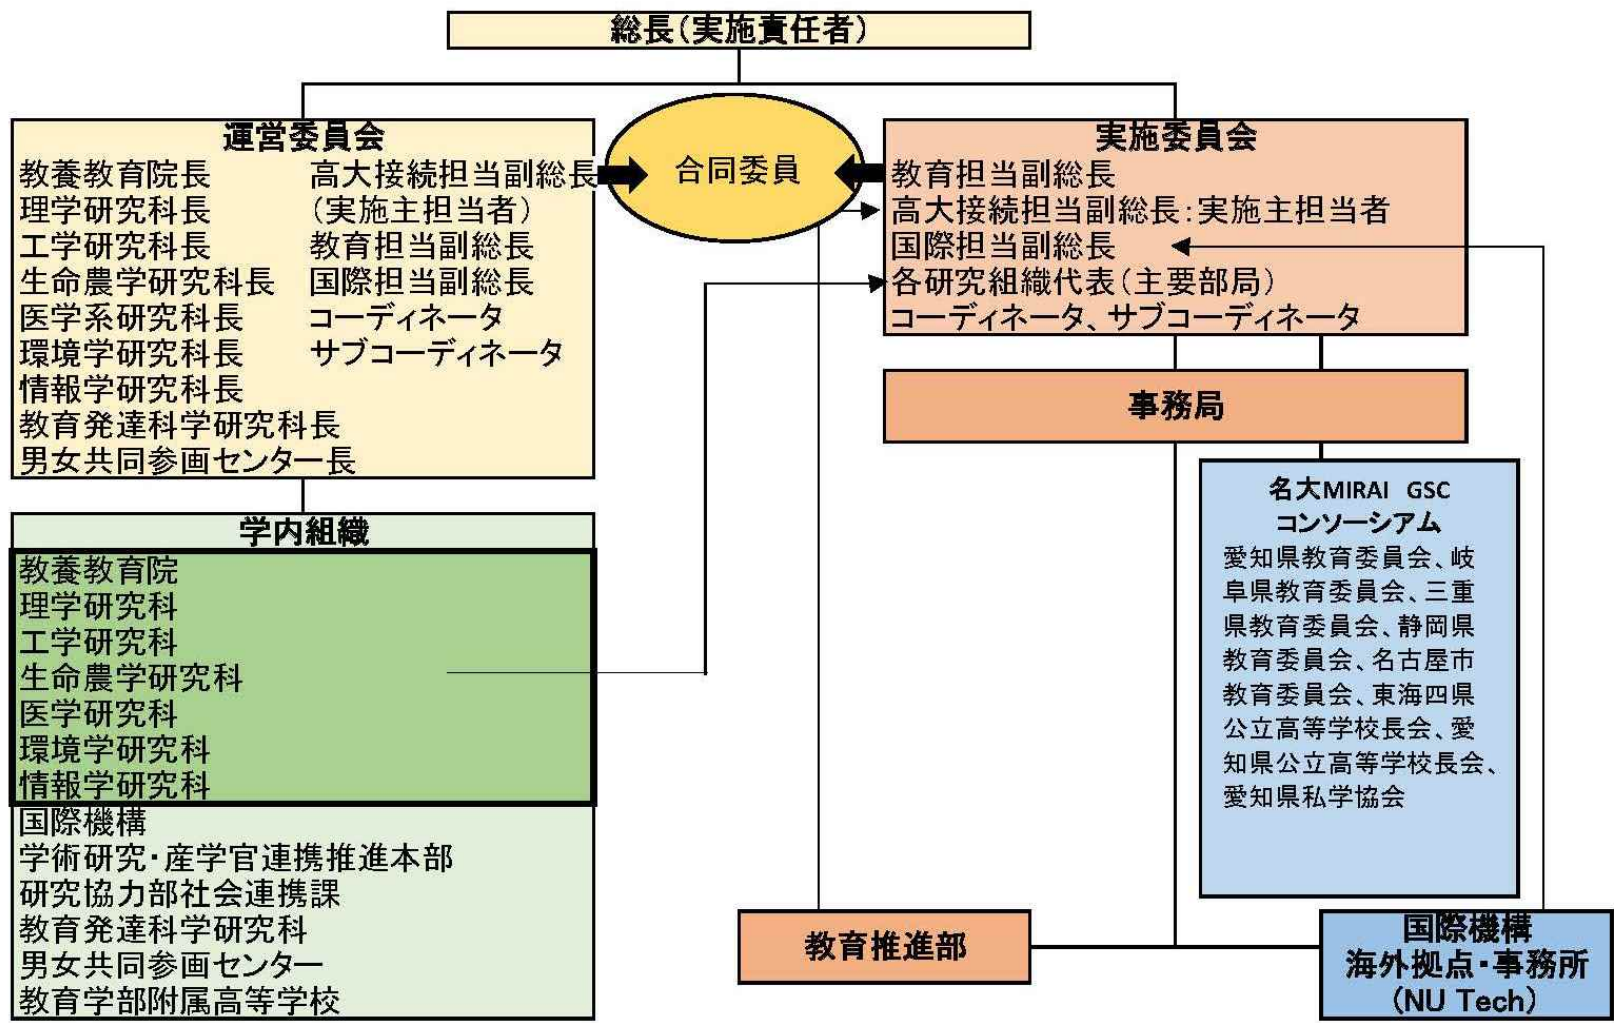 総長(実施責任者)
運営委員会
教養教育院長
理学研究科長
工学研究科長
生命農学研究科長
医学系研究科長
環境学研究科長
情報学研究科長
教育発達科学研究科長
男女共同参画センター長
高大接続担当副総長
(実施主担当者)
教育担当副総長
国際担当副総長
コーディネータ
サブコーディネータ
合同委員
実施委員会
教育担当副総長
高大接続担当副総長:実施主担当者
国際担当副総長
各研究組織代表(主要部局)
コーディネータ、サブコーディネータ
事務局
学内組織
教養教育院
理学研究科
工学研究科
生命農学研究科
医学研究科
環境学研究科
情報学研究科
国際機構
学術研究・産学官連携推進本部
研究協力部社会連携課
教育発達科学研究科
男女共同参画センター
教育学部附属高等学校
名大MIRAI GSC
コンソーシアム
愛知県教育委員会、岐
阜県教育委員会、三重
県教育委員会、静岡県
教育委員会、名古屋市
教育委員会、東海四県
公立高等学校長会、愛
知県公立高等学校長会、
愛知県私学協会
教育推進部
国際機構
海外拠点・事務所
(NU Tech)